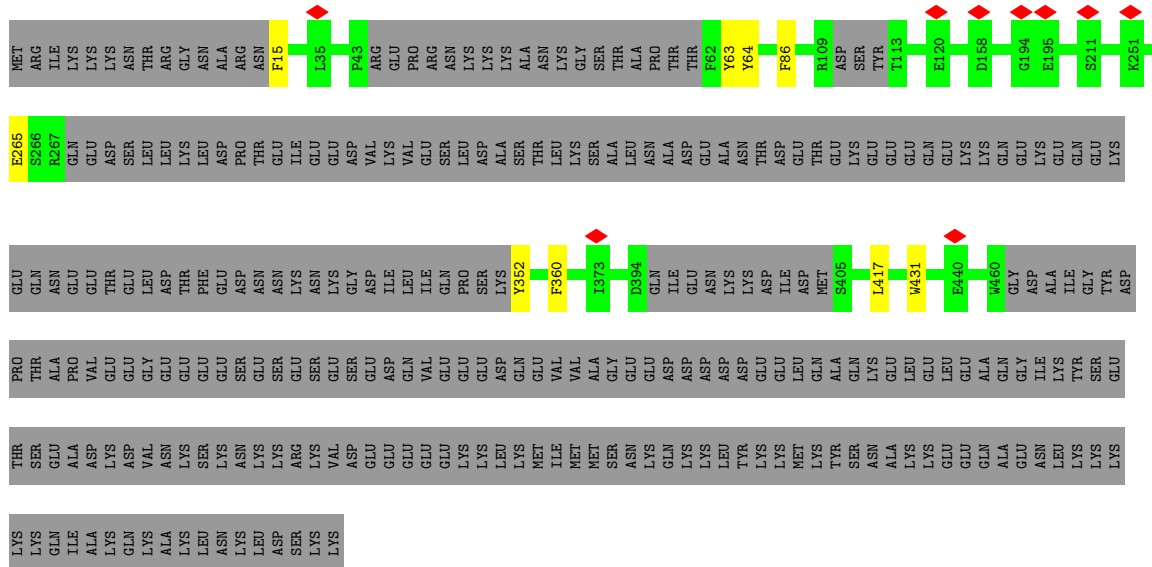 MET ARG ILE LYS LYS LYS ASN THR ARG GLY ASN ALA ARG ASN F15 L35 P43 ARG GLU PRO ARG ASN LYS LYS LYS ALA ASN LYS GLY SER THR ALA PRO THR THR F62 Y63 Y64 F86 R109 ASP SER TYR T113 E120 D158 G194 E195 S211 K251
E265 S266 R267 GLN GLU ASP SER LEU LEU LYS LEU ASP PRO THR GLU ILE GLU GLU ASP VAL LYS VAL GLU SER LEU ASP ALA SER THR LEU LYS SER ALA LEU ASN ALA ASP GLU ALA ASN THR ASP GLU THR GLU LYS GLU GLU GLU GLN GLU LYS LYS GLN GLU LYS GLU GLN GLU LYS
GLU GLN ASN GLU GLU THR GLU LEU ASP THR PHE GLU ASP ASN ASN LYS ASN LYS GLY ASP ILE LEU ILE GLN PRO SER LYS Y352 F360 I373 D394 GLN ILE GLU ASN LYS LYS ASP ILE ASP MET S405 L417 W431 E440 W460 GLY ASP ALA ILE GLY TYR ASP
PRO THR ALA PRO VAL GLU GLU GLY GLU GLU GLU SER GLU SER GLU SER GLU SER GLU ASP GLN VAL GLU GLU GLU ASP GLN GLU VAL VAL ALA GLY GLU GLU ASP ASP ASP ASP ASP GLU GLU LEU GLN ALA GLN LYS GLU LEU GLU LEU GLU ALA GLN GLY ILE LYS TYR SER GLU
THR SER GLU ALA ASP LYS ASP VAL ASN LYS SER LYS ASN LYS LYS ARG LYS VAL ASP GLU GLU GLU GLU GLU LYS LYS LEU LYS MET ILE MET MET SER ASN LYS GLN LYS LYS LEU TYR LYS LYS MET LYS TYR SER ASN ALA LYS LYS GLU GLU GLN ALA GLU ASN LEU LYS LYS LYS
LYS LYS GLN ILE ALA LYS GLN LYS ALA LYS LEU ASN LYS LEU ASP SER LYS LYS